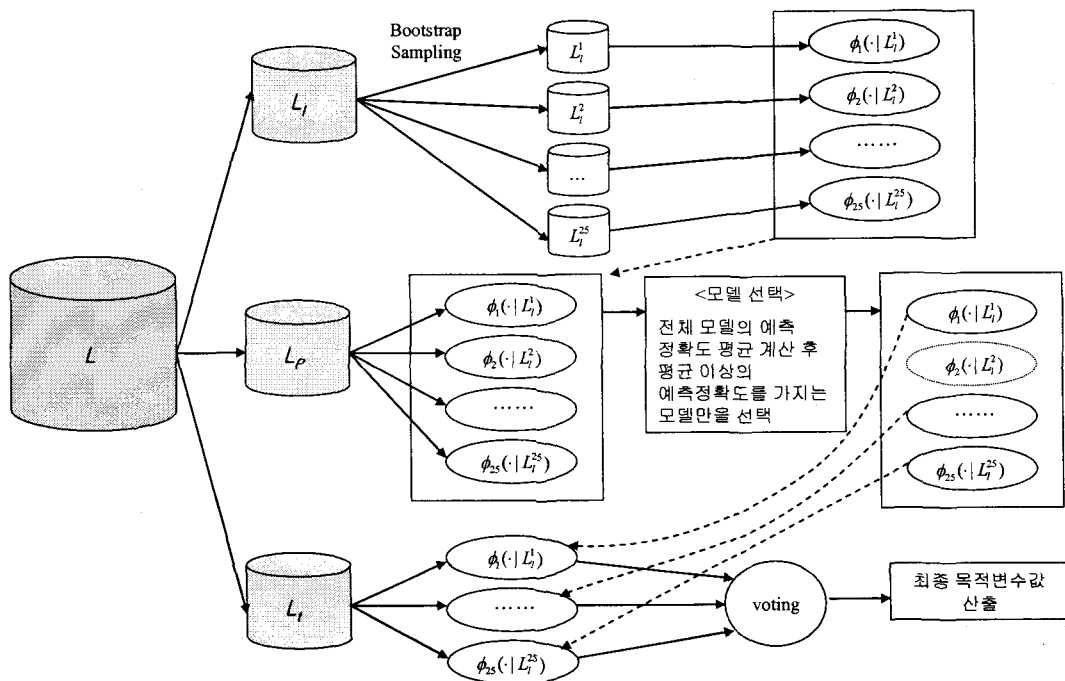 Bootstrap
Sampling
L
L_l
L_l^1
L_l^2
...
L_l^25
ϕ_1(·|L_l^1)
ϕ_2(·|L_l^2)
……
ϕ_25(·|L_l^25)
L_P
ϕ_1(·|L_l^1)
ϕ_2(·|L_l^2)
……
ϕ_25(·|L_l^25)
<모델 선택>
전체 모델의 예측
정확도 평균 계산 후
평균 이상의
예측정확도를 가지는
모델만을 선택
ϕ_1(·|L_l^1)
ϕ_2(·|L_l^2)
……
ϕ_25(·|L_l^25)
L_t
ϕ_1(·|L_l^1)
……
ϕ_25(·|L_l^25)
voting
최종 목적변수값
산출